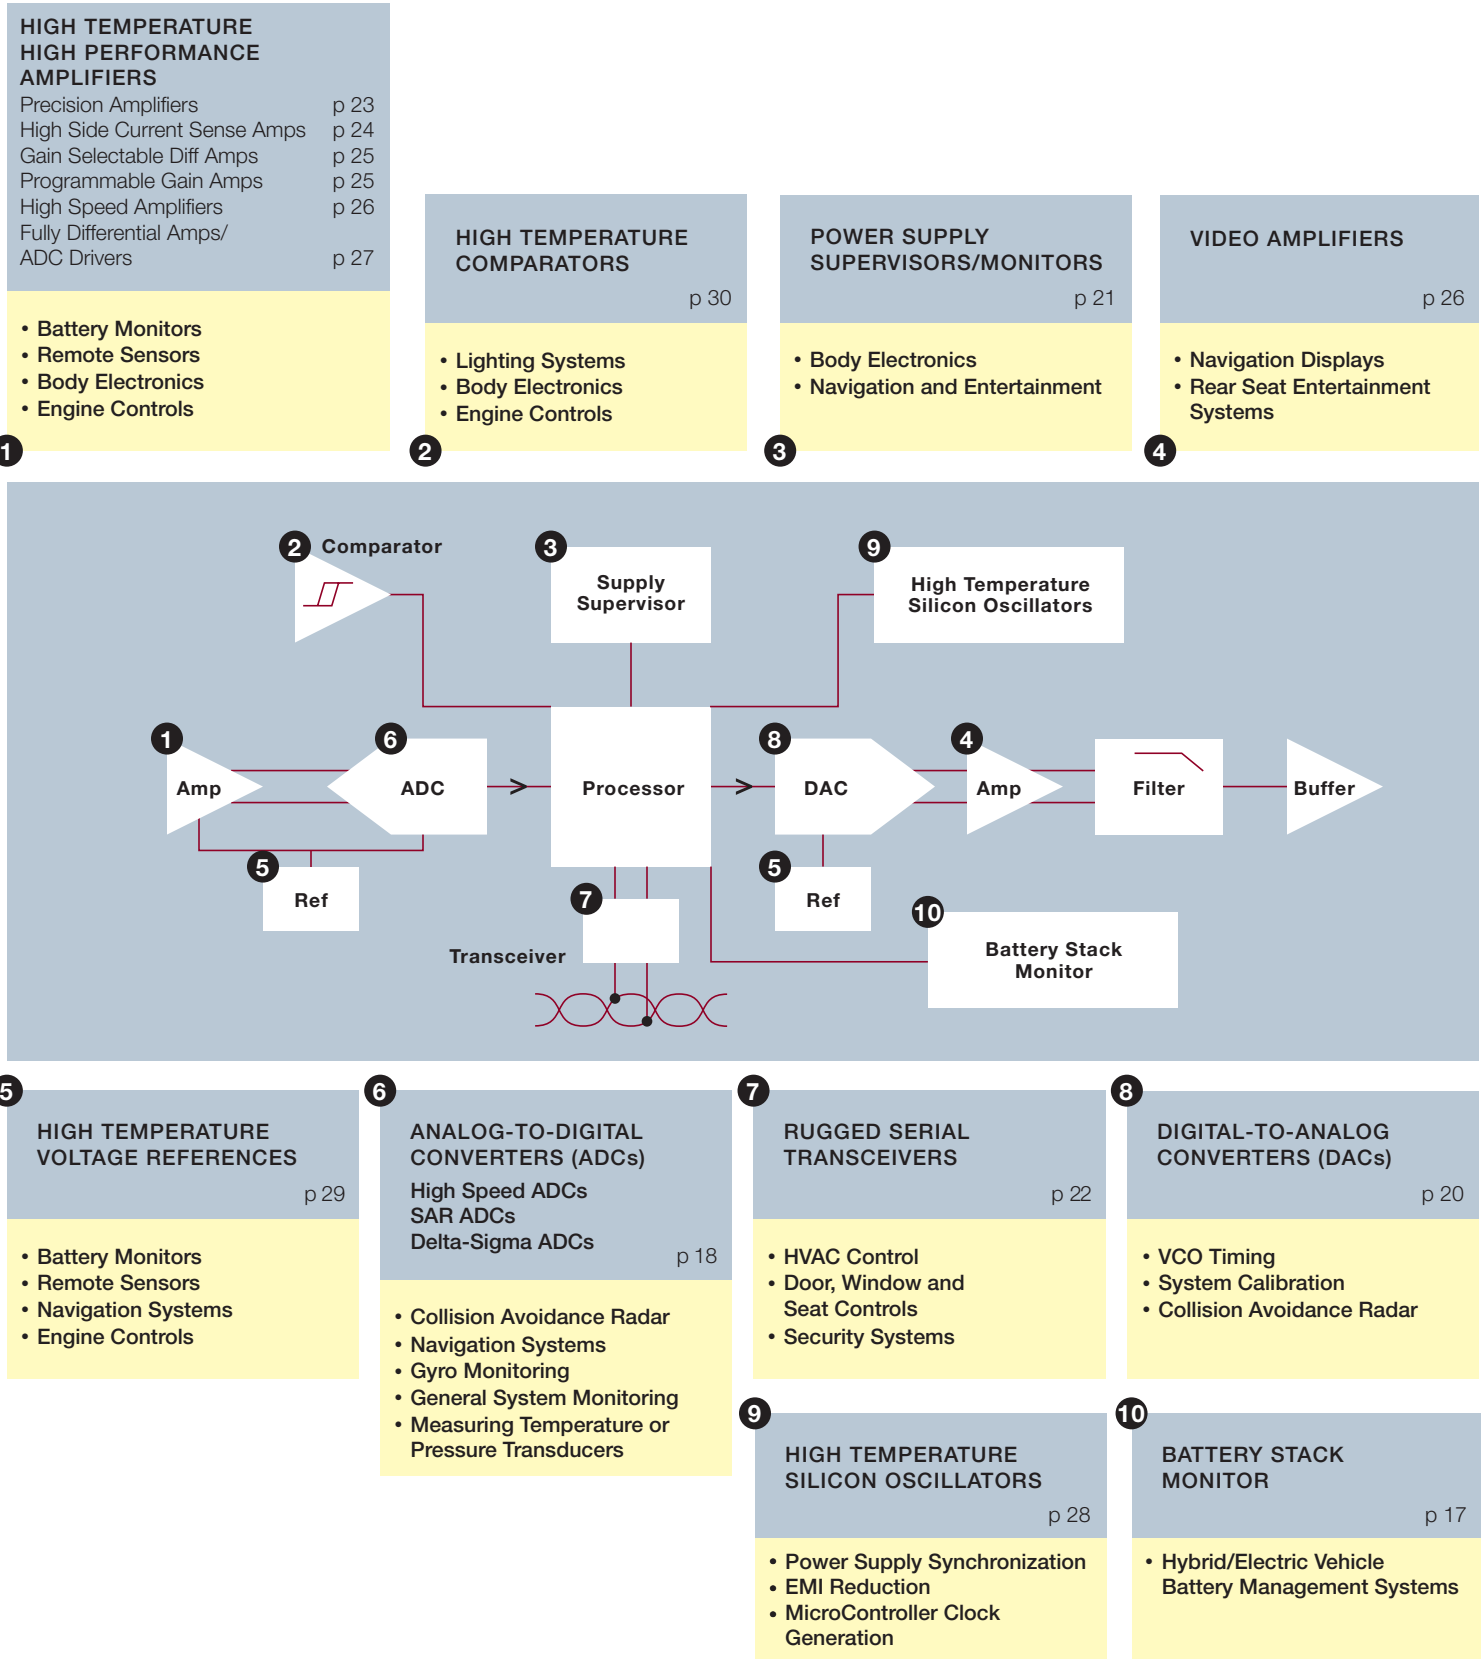 HIGH TEMPERATURE
HIGH PERFORMANCE
AMPLIFIERS
Precision Amplifiers p 23
High Side Current Sense Amps p 24
Gain Selectable Diff Amps p 25
Programmable Gain Amps p 25
High Speed Amplifiers p 26
Fully Differential Amps/
ADC Drivers p 27
• Battery Monitors
• Remote Sensors
• Body Electronics
• Engine Controls
1
HIGH TEMPERATURE
COMPARATORS
p 30
• Lighting Systems
• Body Electronics
• Engine Controls
2
POWER SUPPLY
SUPERVISORS/MONITORS
p 21
• Body Electronics
• Navigation and Entertainment
3
VIDEO AMPLIFIERS
p 26
• Navigation Displays
• Rear Seat Entertainment
Systems
4
2 Comparator
3
Supply
Supervisor
9
High Temperature
Silicon Oscillators
1
Amp
6
ADC
Processor
8
DAC
4
Amp
Filter
Buffer
5
Ref
7
Transceiver
5
Ref
10
Battery Stack
Monitor
5
HIGH TEMPERATURE
VOLTAGE REFERENCES
p 29
• Battery Monitors
• Remote Sensors
• Navigation Systems
• Engine Controls
6
ANALOG-TO-DIGITAL
CONVERTERS (ADCs)
High Speed ADCs
SAR ADCs
Delta-Sigma ADCs
p 18
• Collision Avoidance Radar
• Navigation Systems
• Gyro Monitoring
• General System Monitoring
• Measuring Temperature or
Pressure Transducers
7
RUGGED SERIAL
TRANSCEIVERS
p 22
• HVAC Control
• Door, Window and
Seat Controls
• Security Systems
8
DIGITAL-TO-ANALOG
CONVERTERS (DACs)
p 20
• VCO Timing
• System Calibration
• Collision Avoidance Radar
9
HIGH TEMPERATURE
SILICON OSCILLATORS
p 28
• Power Supply Synchronization
• EMI Reduction
• MicroController Clock
Generation
10
BATTERY STACK
MONITOR
p 17
• Hybrid/Electric Vehicle
Battery Management Systems